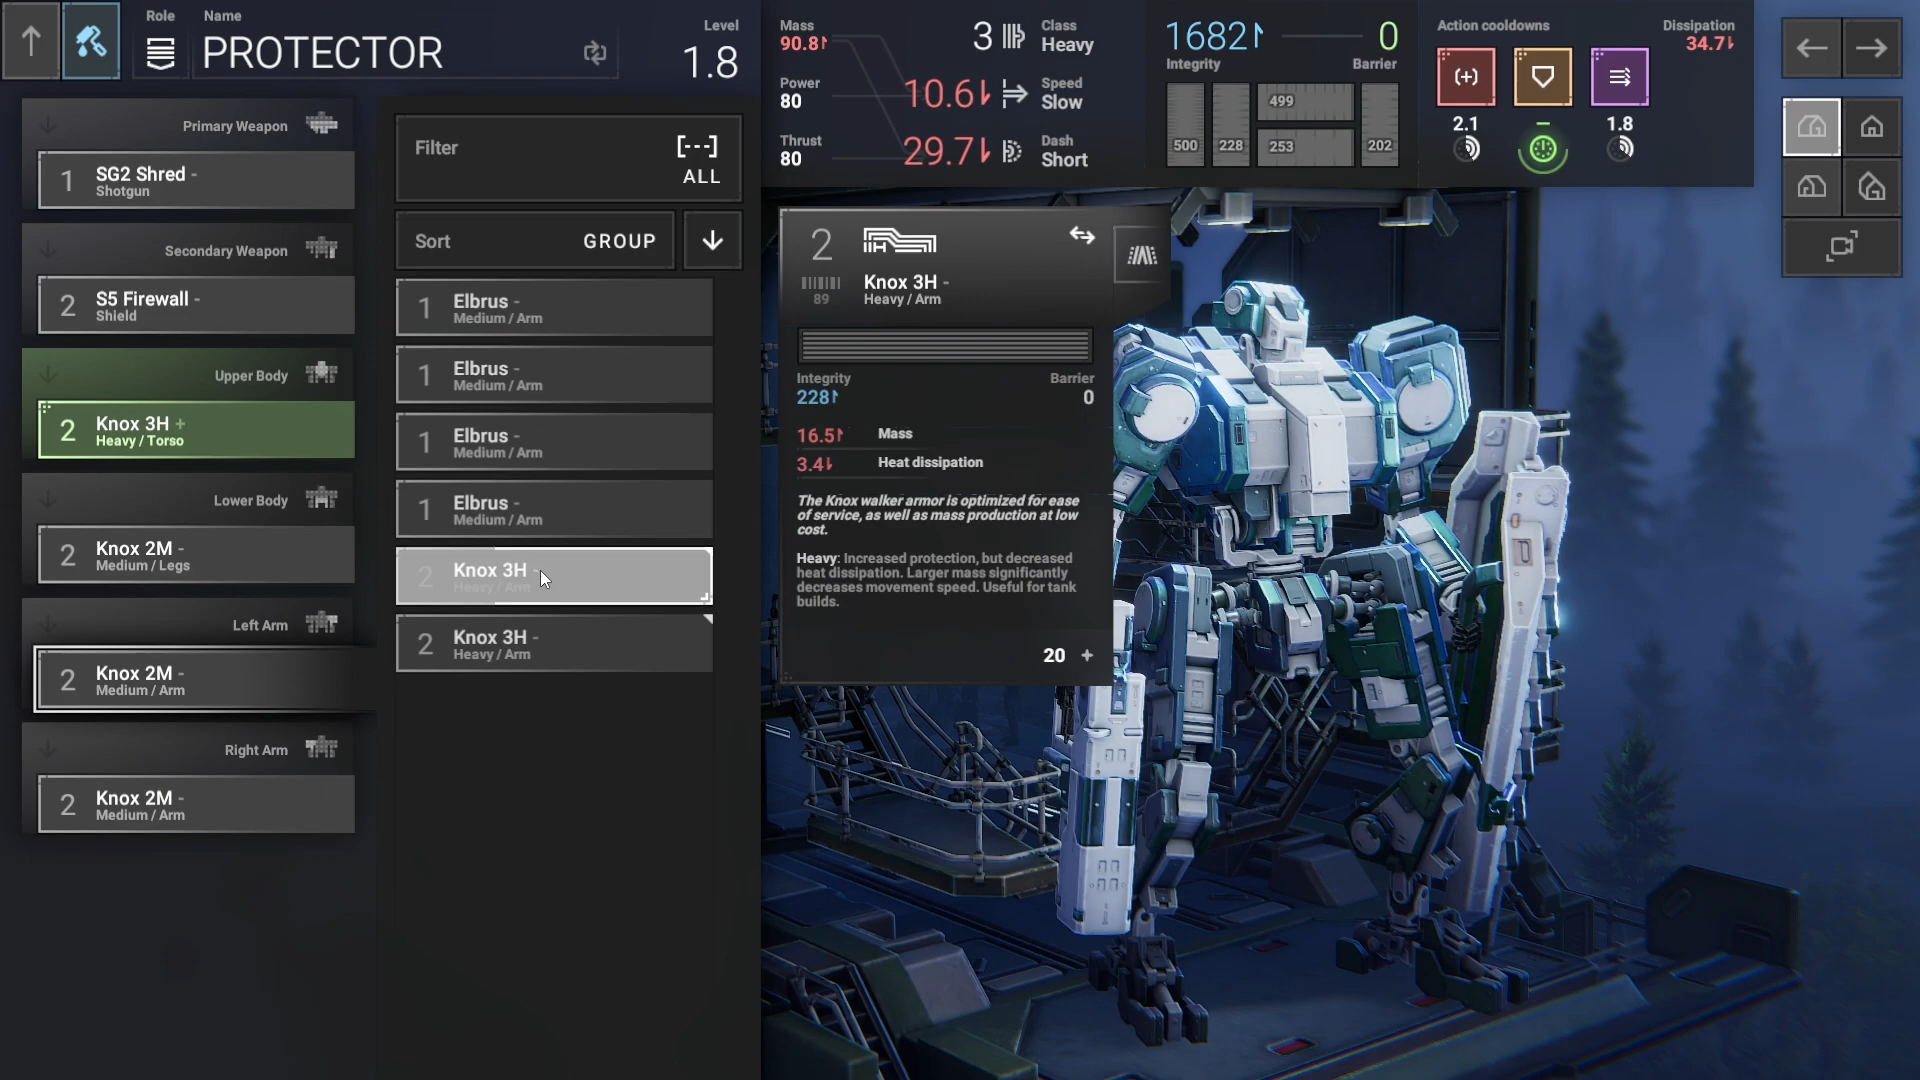 Role
Name
PROTECTOR
Level
1.8
Primary Weapon
1
SG2 Shred -
Shotgun
Secondary Weapon
2
S5 Firewall -
Shield
Upper Body
2
Knox 3H +
Heavy / Torso
Lower Body
2
Knox 2M -
Medium / Legs
Left Arm
2
Knox 2M -
Medium / Arm
Right Arm
2
Knox 2M -
Medium / Arm
Filter
[---]
ALL
Sort
GROUP
1
Elbrus -
Medium / Arm
1
Elbrus -
Medium / Arm
1
Elbrus -
Medium / Arm
1
Elbrus -
Medium / Arm
2
Knox 3H -
Heavy / Arm
2
Knox 3H -
Heavy / Arm
Mass
90.8
3
Class
Heavy
Power
80
10.6
Speed
Slow
Thrust
80
29.7
Dash
Short
1682
0
Integrity
Barrier
500
228
499
253
202
Action cooldowns
Dissipation
34.7
2.1
–
1.8
2
89
Knox 3H -
Heavy / Arm
Integrity
228
Barrier
0
16.5
Mass
3.4
Heat dissipation
The Knox walker armor is optimized for ease
of service, as well as mass production at low
cost.
Heavy: Increased protection, but decreased
heat dissipation. Larger mass significantly
decreases movement speed. Useful for tank
builds.
20 +